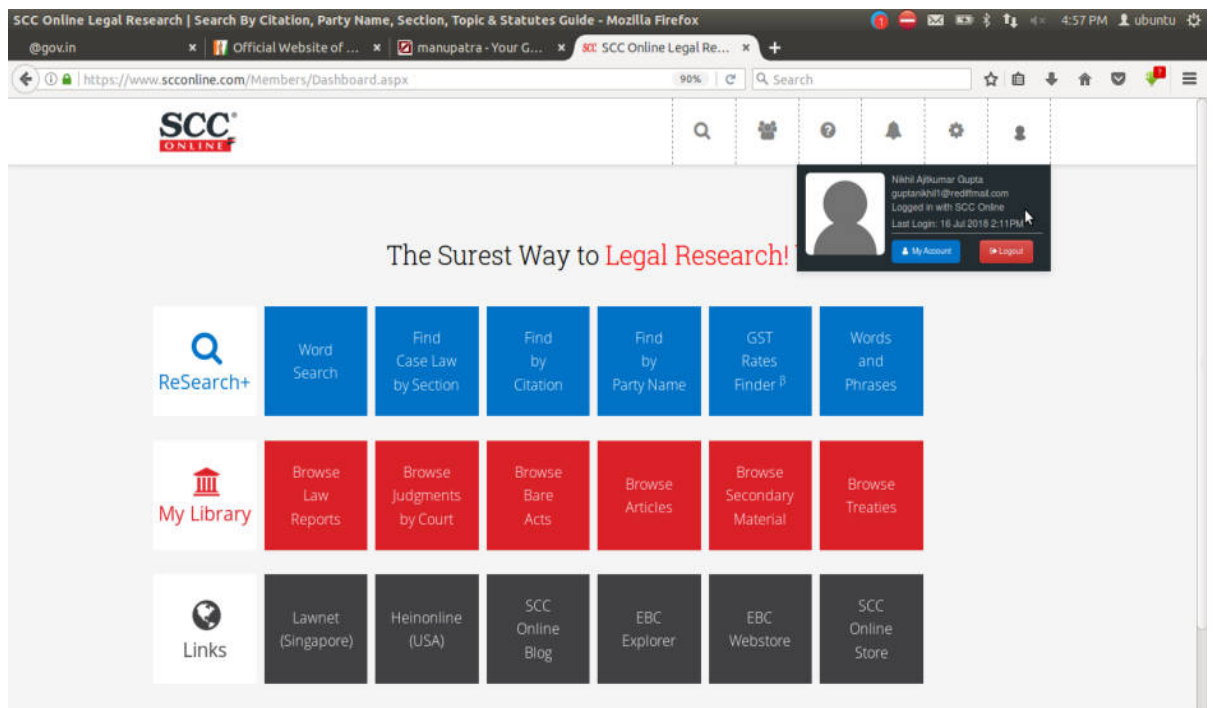 SCC Online Legal Research | Search By Citation, Party Name, Section, Topic & Statutes Guide - Mozilla Firefox
4:57 PM ubuntu
@gov.in
Official Website of ...
manupatra - Your G...
SCC Online Legal Re...
https://www.scconline.com/Members/Dashboard.aspx
90%
Search
SCC
ONLINE
Nikhil Ajitkumar Gupta
guptanikhil1@rediffmail.com
Logged in with SCC Online
Last Login: 16 Jul 2018 2:11PM
My Account
Logout
The Surest Way to Legal Research!
ReSearch+
Word
Search
Find
Case Law
by Section
Find
by
Citation
Find
by
Party Name
GST
Rates
Finder β
Words
and
Phrases
My Library
Browse
Law
Reports
Browse
Judgments
by Court
Browse
Bare
Acts
Browse
Articles
Browse
Secondary
Material
Browse
Treaties
Links
Lawnet
(Singapore)
Heinonline
(USA)
SCC
Online
Blog
EBC
Explorer
EBC
Webstore
SCC
Online
Store